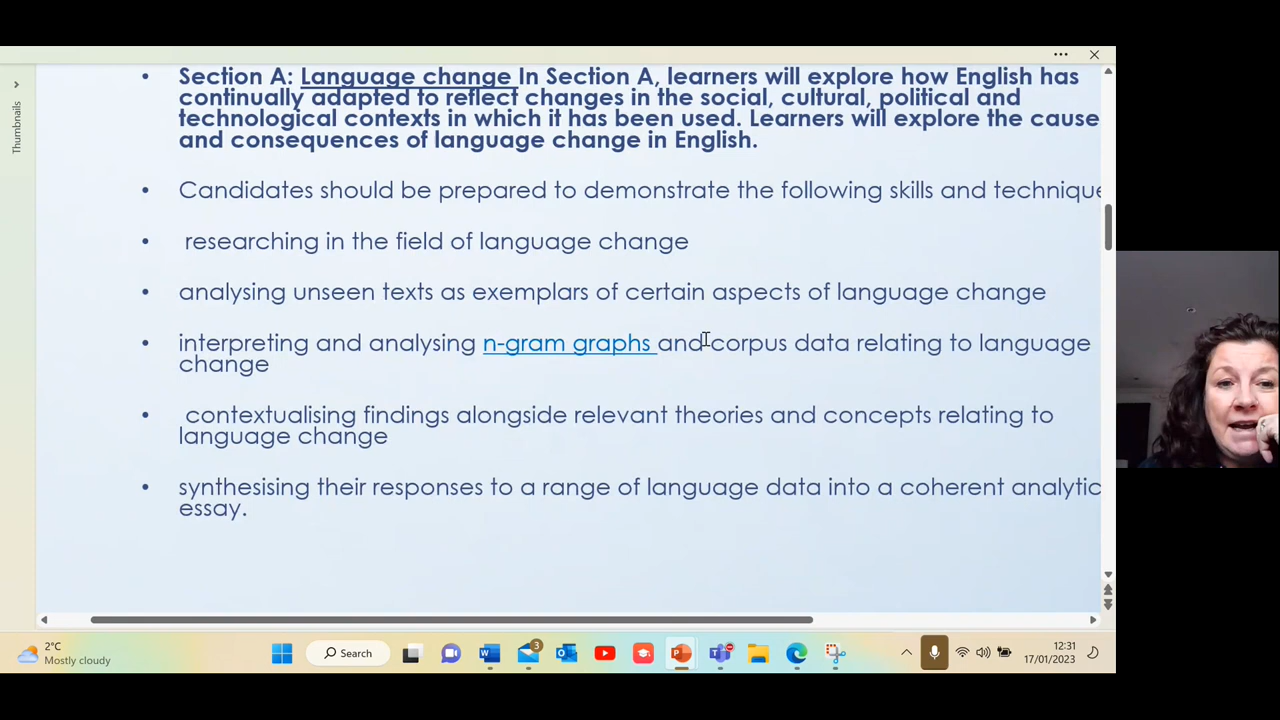 Thumbnails
• Section A: Language change In Section A, learners will explore how English has
continually adapted to reflect changes in the social, cultural, political and
technological contexts in which it has been used. Learners will explore the cause
and consequences of language change in English.
• Candidates should be prepared to demonstrate the following skills and technique
• researching in the field of language change
• analysing unseen texts as exemplars of certain aspects of language change
• interpreting and analysing n-gram graphs and corpus data relating to language
change
• contextualising findings alongside relevant theories and concepts relating to
language change
• synthesising their responses to a range of language data into a coherent analytic
essay.
2°C
Mostly cloudy
Search
3
12:31
17/01/2023